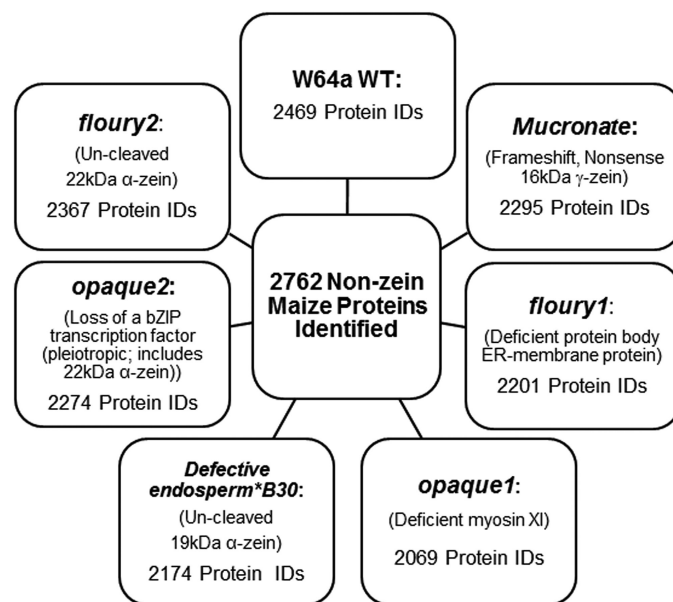 W64a WT:
2469 Protein IDs
floury2:
(Un-cleaved
22kDa α-zein)
2367 Protein IDs
Mucronate:
(Frameshift, Nonsense
16kDa γ-zein)
2295 Protein IDs
2762 Non-zein
Maize Proteins
Identified
opaque2:
(Loss of a bZIP
transcription factor
(pleiotropic; includes
22kDa α-zein))
2274 Protein IDs
floury1:
(Deficient protein body
ER-membrane protein)
2201 Protein IDs
Defective
endosperm*B30:
(Un-cleaved
19kDa α-zein)
2174 Protein IDs
opaque1:
(Deficient myosin XI)
2069 Protein IDs